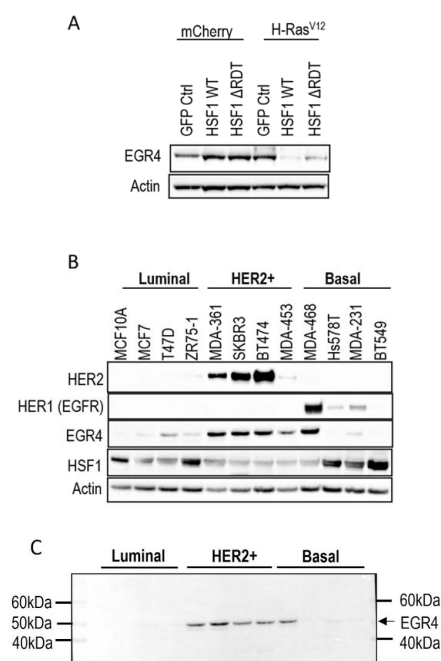 A
mCherry H-RasV12
GFP Ctrl HSF1 WT HSF1 ΔRDT GFP Ctrl HSF1 WT HSF1 ΔRDT
EGR4
Actin
B
Luminal HER2+ Basal
MCF10A MCF7 T47D ZR75-1 MDA-361 SKBR3 BT474 MDA-453 MDA-468 Hs578T MDA-231 BT549
HER2
HER1 (EGFR)
EGR4
HSF1
Actin
C
Luminal HER2+ Basal
60kDa 60kDa
50kDa 50kDa EGR4
40kDa 40kDa